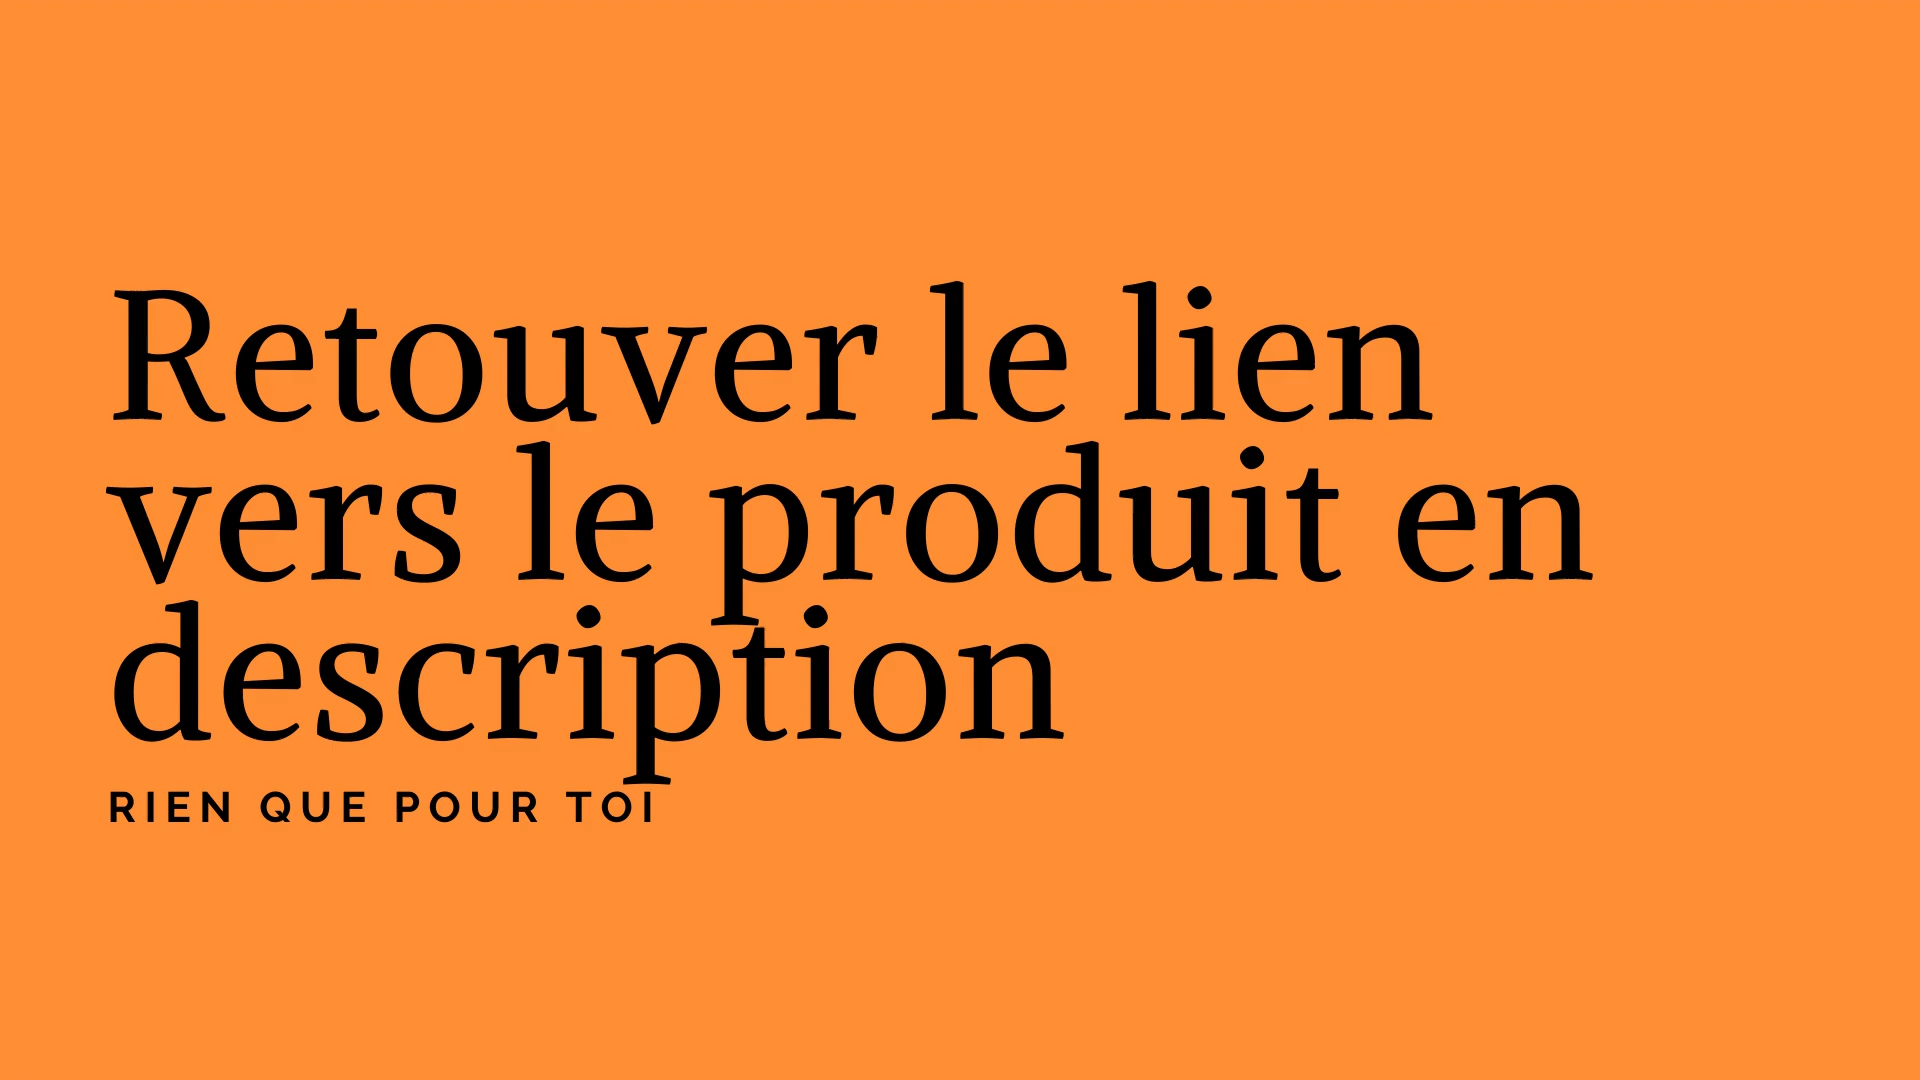 Retouver le lien
vers le produit en
description
RIEN QUE POUR TOI